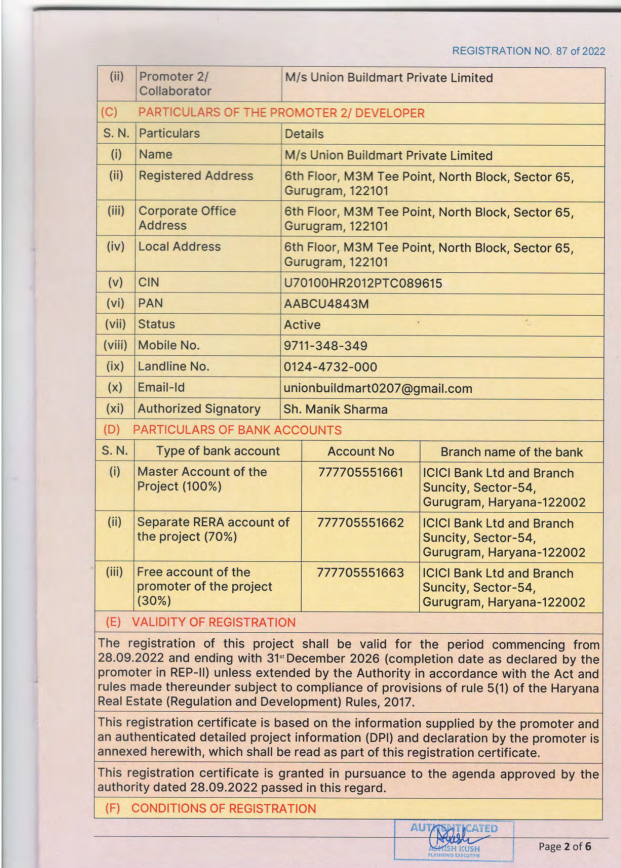 REGISTRATION NO. 87 of 2022
(ii) Promoter 2/ M/s Union Buildmart Private Limited
Collaborator
(C) PARTICULARS OF THE PROMOTER 2/ DEVELOPER
S. N. Particulars Details
(i) Name M/s Union Buildmart Private Limited
(ii) Registered Address 6th Floor, M3M Tee Point, North Block, Sector 65,
Gurugram, 122101
(iii) Corporate Office 6th Floor, M3M Tee Point, North Block, Sector 65,
Address Gurugram, 122101
(iv) Local Address 6th Floor, M3M Tee Point, North Block, Sector 65,
Gurugram, 122101
(v) CIN U70100HR2012PTC089615
(vi) PAN AABCU4843M
(vii) Status Active
(viii) Mobile No. 9711-348-349
(ix) Landline No. 0124-4732-000
(x) Email-Id unionbuildmart0207@gmail.com
(xi) Authorized Signatory Sh. Manik Sharma
(D) PARTICULARS OF BANK ACCOUNTS
S. N. Type of bank account Account No Branch name of the bank
(i) Master Account of the 777705551661 ICICI Bank Ltd and Branch
Project (100%) Suncity, Sector-54,
Gurugram, Haryana-122002
(ii) Separate RERA account of 777705551662 ICICI Bank Ltd and Branch
the project (70%) Suncity, Sector-54,
Gurugram, Haryana-122002
(iii) Free account of the 777705551663 ICICI Bank Ltd and Branch
promoter of the project Suncity, Sector-54,
(30%) Gurugram, Haryana-122002
(E) VALIDITY OF REGISTRATION
The registration of this project shall be valid for the period commencing from
28.09.2022 and ending with 31st December 2026 (completion date as declared by the
promoter in REP-II) unless extended by the Authority in accordance with the Act and
rules made thereunder subject to compliance of provisions of rule 5(1) of the Haryana
Real Estate (Regulation and Development) Rules, 2017.
This registration certificate is based on the information supplied by the promoter and
an authenticated detailed project information (DPI) and declaration by the promoter is
annexed herewith, which shall be read as part of this registration certificate.
This registration certificate is granted in pursuance to the agenda approved by the
authority dated 28.09.2022 passed in this regard.
(F) CONDITIONS OF REGISTRATION
AUTHENTICATED
ASHISH KUSH
PLANNING EXECUTIVE
Page 2 of 6